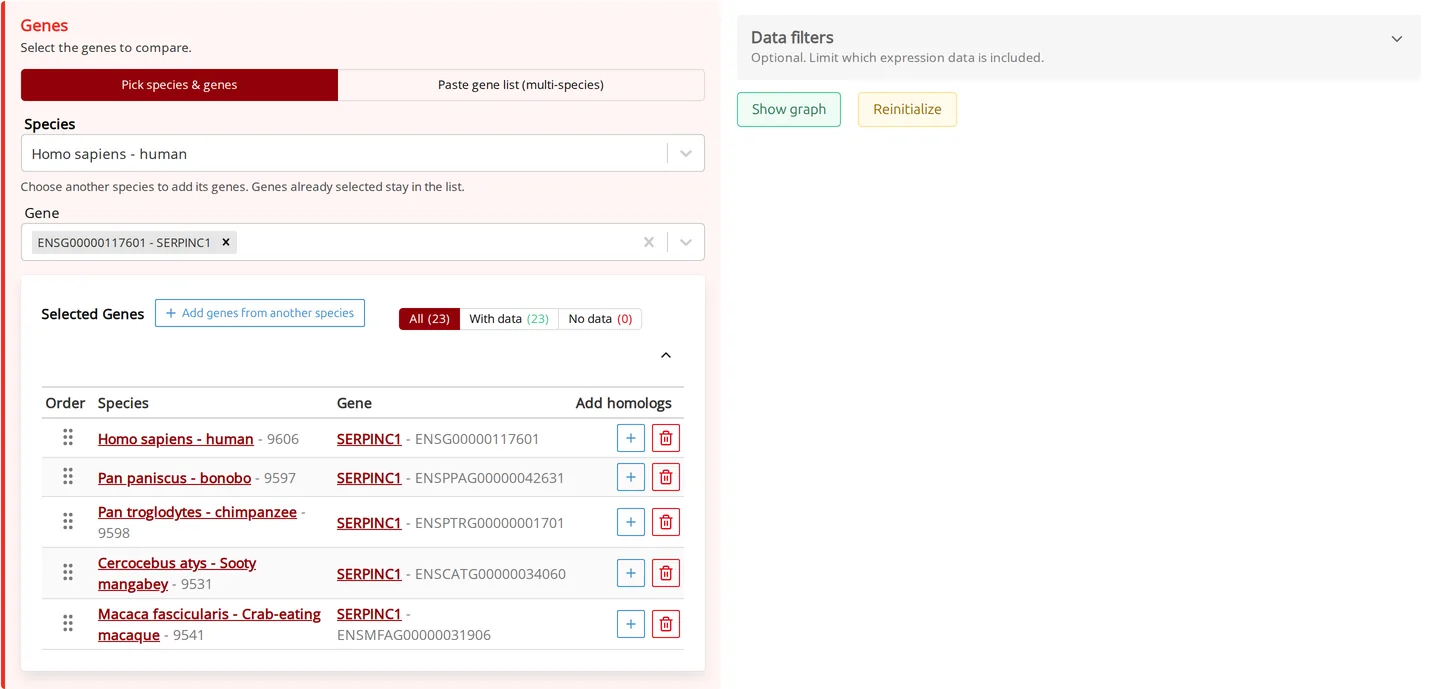 Genes
Select the genes to compare.
Pick species & genes
Paste gene list (multi-species)
Species
Homo sapiens - human
Choose another species to add its genes. Genes already selected stay in the list.
Gene
ENSG00000117601 - SERPINC1 ×
Selected Genes
+ Add genes from another species
All (23)
With data (23)
No data (0)
Order Species Gene Add homologs
Homo sapiens - human - 9606 SERPINC1 - ENSG00000117601
Pan paniscus - bonobo - 9597 SERPINC1 - ENSPPAG00000042631
Pan troglodytes - chimpanzee -
9598
SERPINC1 - ENSPTRG00000001701
Cercocebus atys - Sooty
mangabey - 9531
SERPINC1 - ENSCATG00000034060
Macaca fascicularis - Crab-eating
macaque - 9541
SERPINC1 -
ENSMFAG00000031906
Data filters
Optional. Limit which expression data is included.
Show graph
Reinitialize